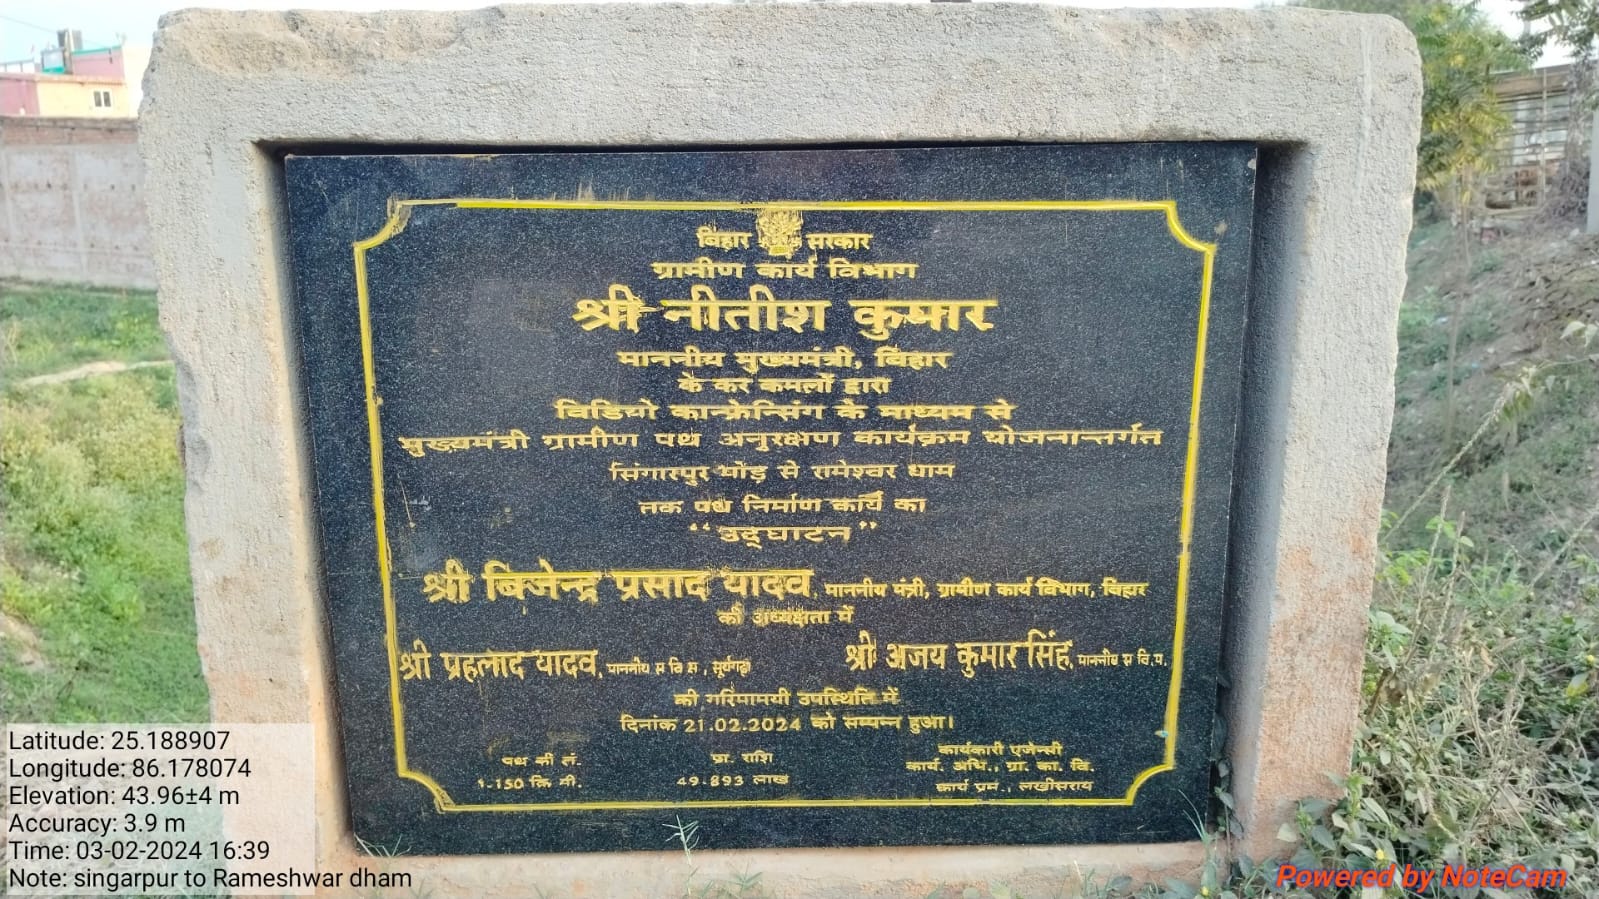 बिहार सरकार
ग्रामीण कार्य विभाग
श्री नीतीश कुमार
माननीय मुख्यमंत्री, बिहार
के कर कमलों द्वारा
विडियो कान्फ्रेन्सिंग के माध्यम से
मुख्यमंत्री ग्रामीण पथ अनुरक्षण कार्यक्रम योजनान्तर्गत
सिंगारपुर मोड़ से रामेश्वर धाम
तक पथ निर्माण कार्य का
"उद्घाटन"
श्री बिजेन्द्र प्रसाद यादव, माननीय मंत्री, ग्रामीण कार्य विभाग, बिहार
की अध्यक्षता में
श्री प्रहलाद यादव, माननीय स वि स, सूर्यगढ़ा श्री अजय कुमार सिंह, माननीय स वि प.
की गरिमामयी उपस्थिति में
दिनांक 21.02.2024 को सम्पन्न हुआ।
पथ की लं. प्रा. राशि कार्यकारी एजेन्सी
1.150 कि मी. 49.893 लाख कार्य. अभि., ग्रा. का. वि.
कार्य प्रम., लखीसराय
Latitude: 25.188907
Longitude: 86.178074
Elevation: 43.96±4 m
Accuracy: 3.9 m
Time: 03-02-2024 16:39
Note: singarpur to Rameshwar dham
Powered by NoteCam